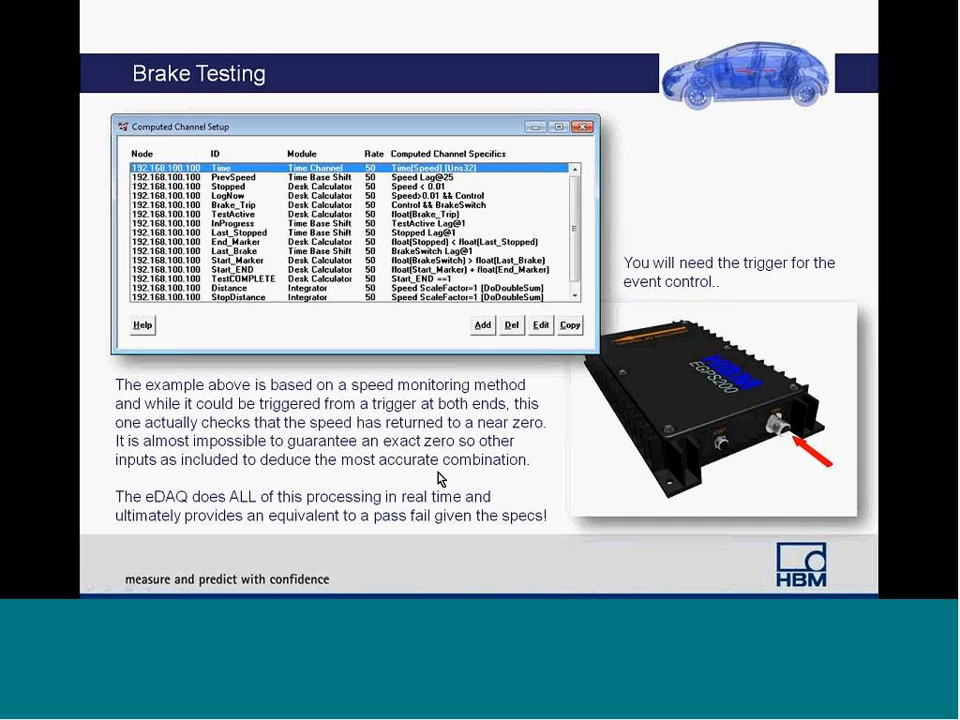 Brake Testing
Computed Channel Setup
Node ID Module Rate Computed Channel Specifics
192.168.100.100 Time Time Channel 50 Time[Speed] [Uns32]
192.168.100.100 PrevSpeed Time Base Shift 50 Speed Lag@25
192.168.100.100 Stopped Desk Calculator 50 Speed < 0.01
192.168.100.100 LogNow Desk Calculator 50 Speed>0.01 && Control
192.168.100.100 Brake_Trip Desk Calculator 50 Control && BrakeSwitch
192.168.100.100 TestActive Desk Calculator 50 float(Brake_Trip)
192.168.100.100 InProgress Time Base Shift 50 TestActive Lag@1
192.168.100.100 Last_Stopped Time Base Shift 50 Stopped Lag@1
192.168.100.100 End_Marker Desk Calculator 50 float(Stopped) < float(Last_Stopped)
192.168.100.100 Last_Brake Time Base Shift 50 BrakeSwitch Lag@1
192.168.100.100 Start_Marker Desk Calculator 50 float(BrakeSwitch) > float(Last_Brake)
192.168.100.100 Start_END Desk Calculator 50 float(Start_Marker) + float(End_Marker)
192.168.100.100 TestCOMPLETE Desk Calculator 50 Start_END ==1
192.168.100.100 Distance Integrator 50 Speed ScaleFactor=1 [DoDoubleSum]
192.168.100.100 StopDistance Integrator 50 Speed ScaleFactor=1 [DoDoubleSum]
Help Add Del Edit Copy
You will need the trigger for the
event control..
HBM
EGPS200
The example above is based on a speed monitoring method
and while it could be triggered from a trigger at both ends, this
one actually checks that the speed has returned to a near zero.
It is almost impossible to guarantee an exact zero so other
inputs as included to deduce the most accurate combination.
The eDAQ does ALL of this processing in real time and
ultimately provides an equivalent to a pass fail given the specs!
measure and predict with confidence
HBM